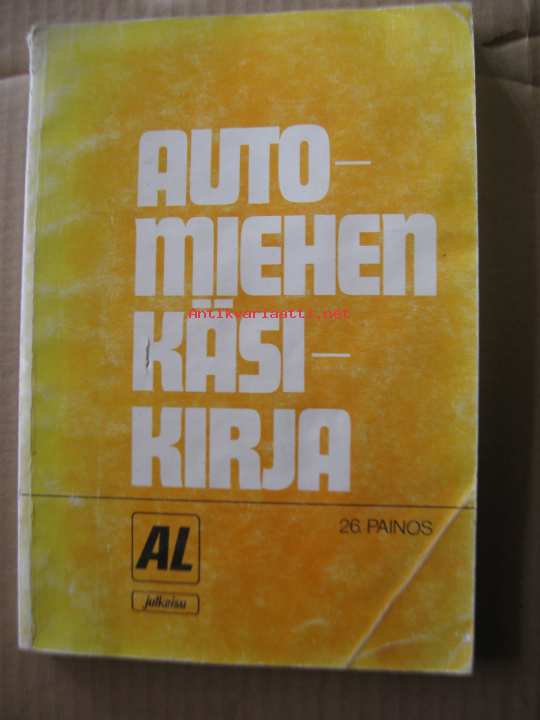 AUTO-
MIEHEN
Antikvariaatti.net
KÄSI-
KIRJA
26. PAINOS
AL
julkaisu